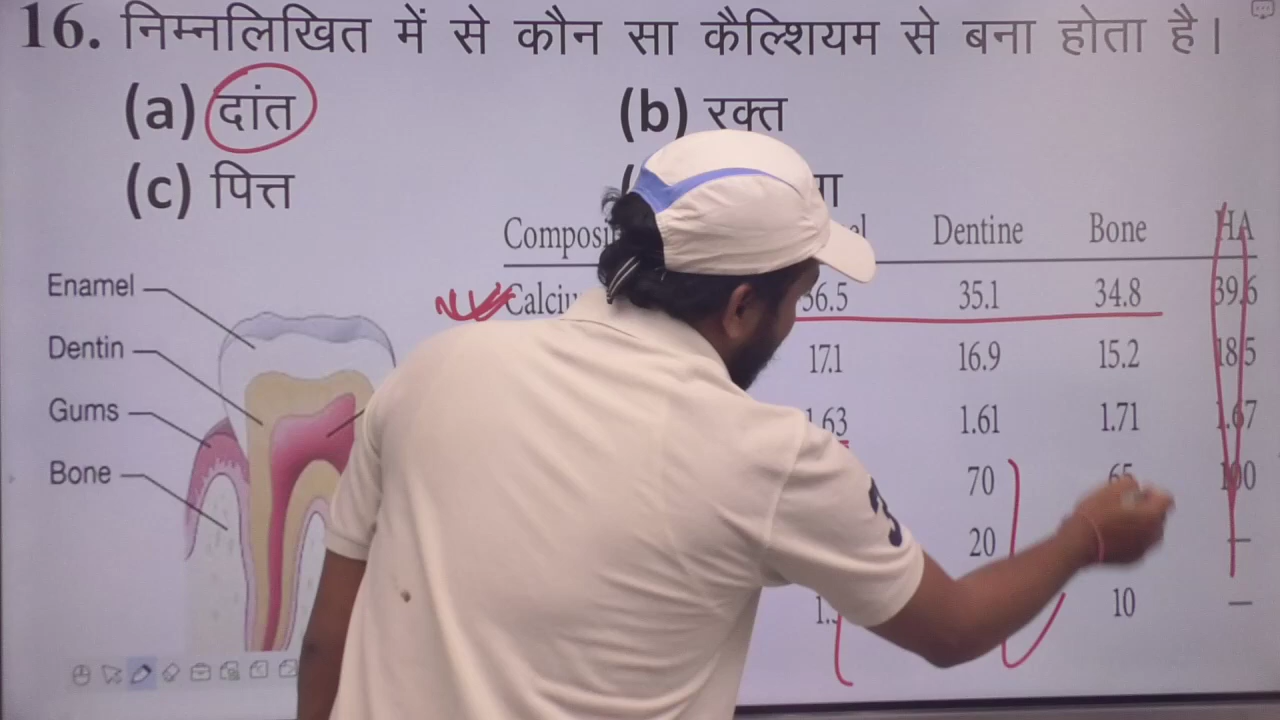 16. निम्नलिखित में से कौन सा कैल्शियम से बना होता है।
(a) दांत (b) रक्त
(c) पित्त
Dentine Bone HA
35.1 34.8 39.6
17.1 16.9 15.2 18.5
1.63 1.61 1.71 1.67
70 65 100
20 —
10 —
Enamel
Dentin
Gums
Bone
3